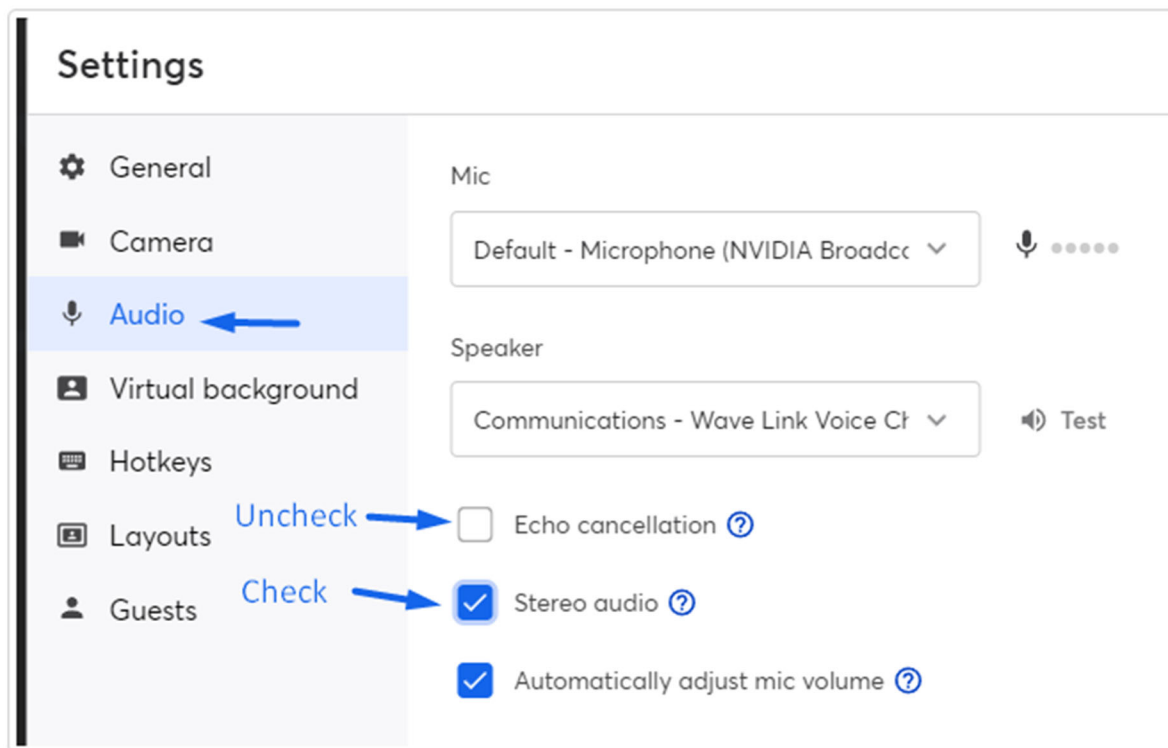 Settings
General
Camera
Audio
Virtual background
Hotkeys
Layouts
Guests
Mic
Default - Microphone (NVIDIA Broadc
Speaker
Communications - Wave Link Voice Ch
Test
Uncheck
Echo cancellation ?
Check
Stereo audio ?
Automatically adjust mic volume ?